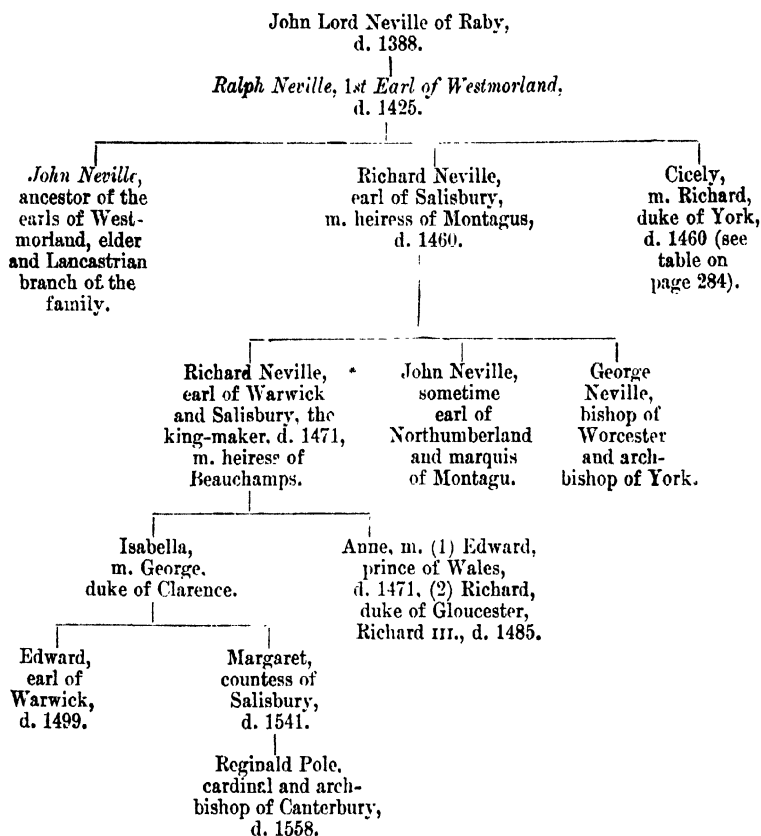 John Lord Neville of Raby,
d. 1388.
Ralph Neville, 1st Earl of Westmorland,
d. 1425.
John Neville,
ancestor of the
earls of West-
morland, elder
and Lancastrian
branch of the
family.
Richard Neville,
earl of Salisbury,
m. heiress of Montagus,
d. 1460.
Cicely,
m. Richard,
duke of York,
d. 1460 (see
table on
page 284).
Richard Neville,
earl of Warwick
and Salisbury, the
king-maker, d. 1471,
m. heiress of
Beauchamps.
John Neville,
sometime
earl of
Northumberland
and marquis
of Montagu.
George
Neville,
bishop of
Worcester
and arch-
bishop of York.
Isabella,
m. George,
duke of Clarence.
Anne, m. (1) Edward,
prince of Wales,
d. 1471, (2) Richard,
duke of Gloucester,
Richard III., d. 1485.
Edward,
earl of
Warwick,
d. 1499.
Margaret,
countess of
Salisbury,
d. 1541.
Reginald Pole,
cardinal and arch-
bishop of Canterbury,
d. 1558.